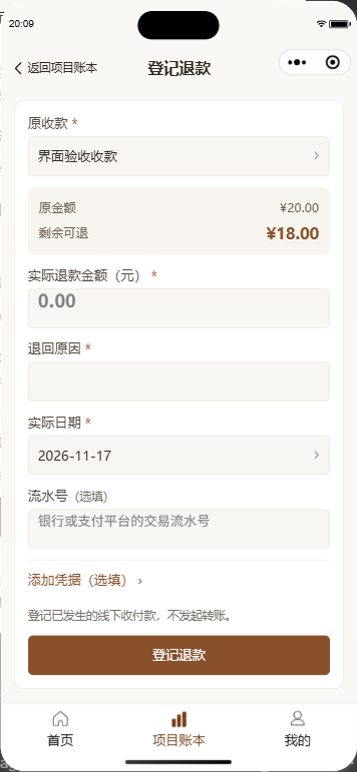 20:09
返回项目账本
登记退款
原收款 *
界面验收收款
原金额 ¥20.00
剩余可退 ¥18.00
实际退款金额（元） *
0.00
退回原因 *
实际日期 *
2026-11-17
流水号（选填）
银行或支付平台的交易流水号
添加凭据（选填） ›
登记已发生的线下收付款，不发起转账。
登记退款
首页 项目账本 我的